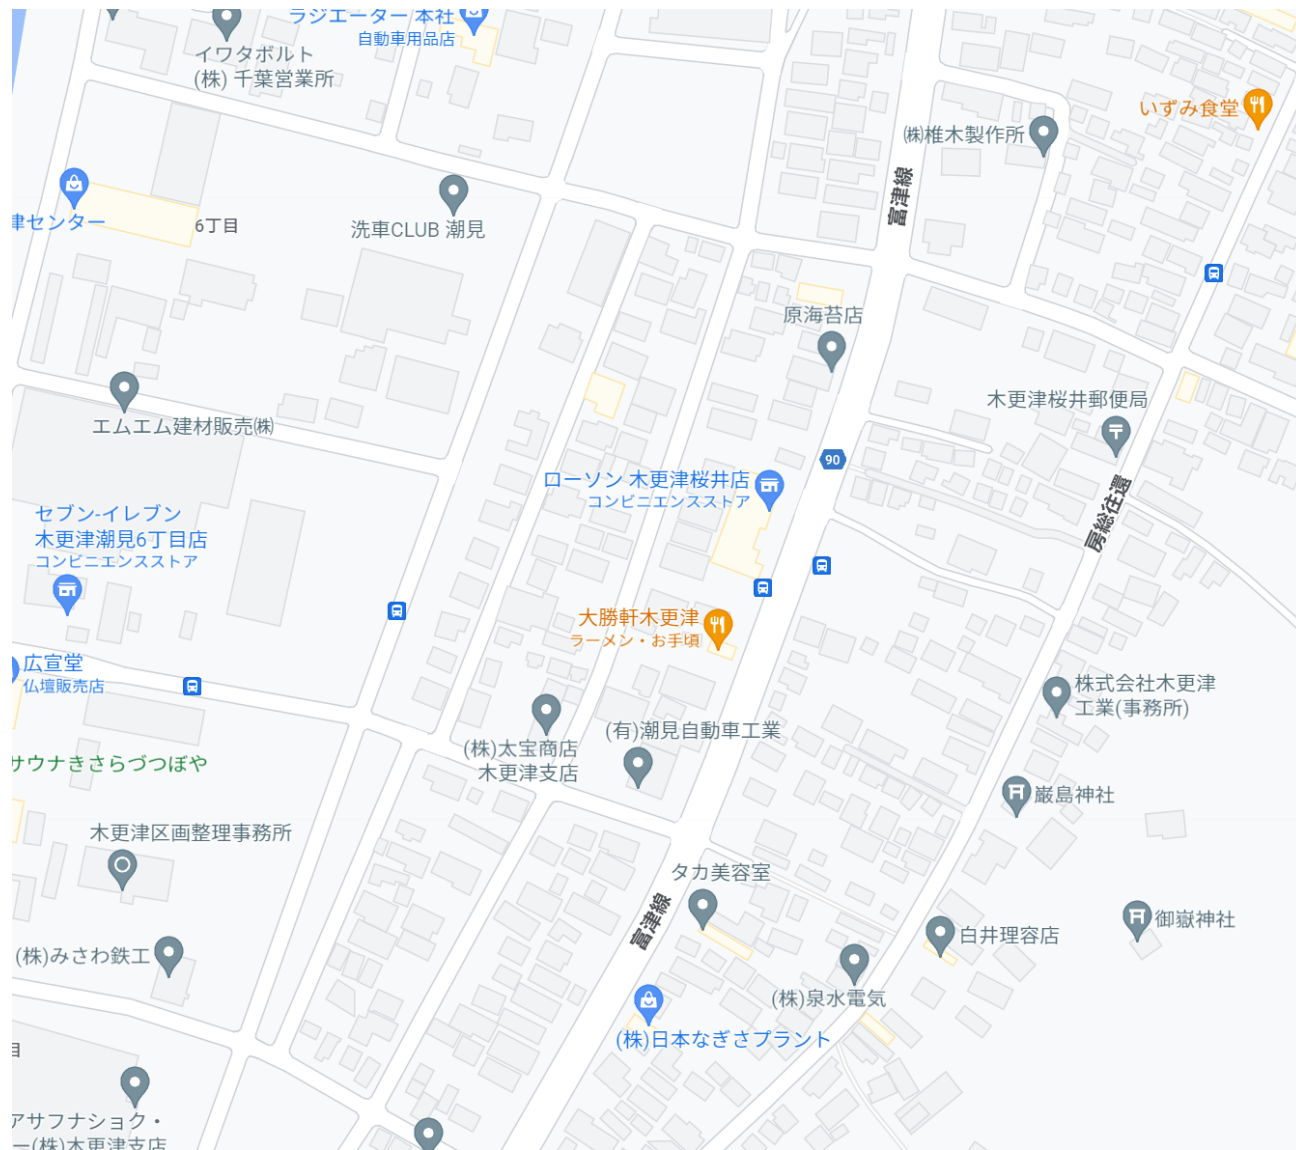 ラジエーター 本社
自動車用品店
イワタボルト
(株) 千葉営業所
いずみ食堂
㈱椎木製作所
富津線
津センター
6丁目
洗車CLUB 潮見
原海苔店
木更津桜井郵便局
エムエム建材販売㈱
90
ローソン 木更津桜井店
コンビニエンスストア
房総往還
セブン-イレブン
木更津潮見6丁目店
コンビニエンスストア
大勝軒木更津
ラーメン・お手頃
広宣堂
仏壇販売店
株式会社木更津
工業(事務所)
(有)潮見自動車工業
(株)太宝商店
木更津支店
サウナきさらづつぼや
巌島神社
木更津区画整理事務所
タカ美容室
富津線
御嶽神社
白井理容店
(株)みさわ鉄工
(株)泉水電気
(株)日本なぎさプラント
目
アサフナショク・
ー(株)木更津支店